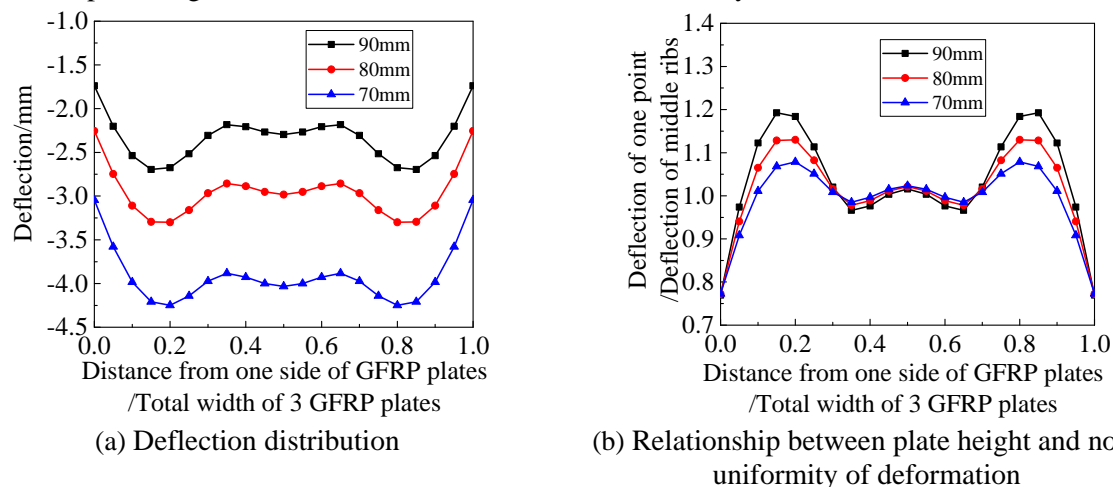 -1.0
-1.5
-2.0
-2.5
-3.0
-3.5
-4.0
-4.5
Deflection/mm
90mm
80mm
70mm
0.0 0.2 0.4 0.6 0.8 1.0
Distance from one side of GFRP plates
/Total width of 3 GFRP plates
(a) Deflection distribution
1.4
1.3
1.2
1.1
1.0
0.9
0.8
0.7
Deflection of one point
/Deflection of middle ribs
90mm
80mm
70mm
0.0 0.2 0.4 0.6 0.8 1.0
Distance from one side of GFRP plates
/Total width of 3 GFRP plates
(b) Relationship between plate height and no
uniformity of deformation